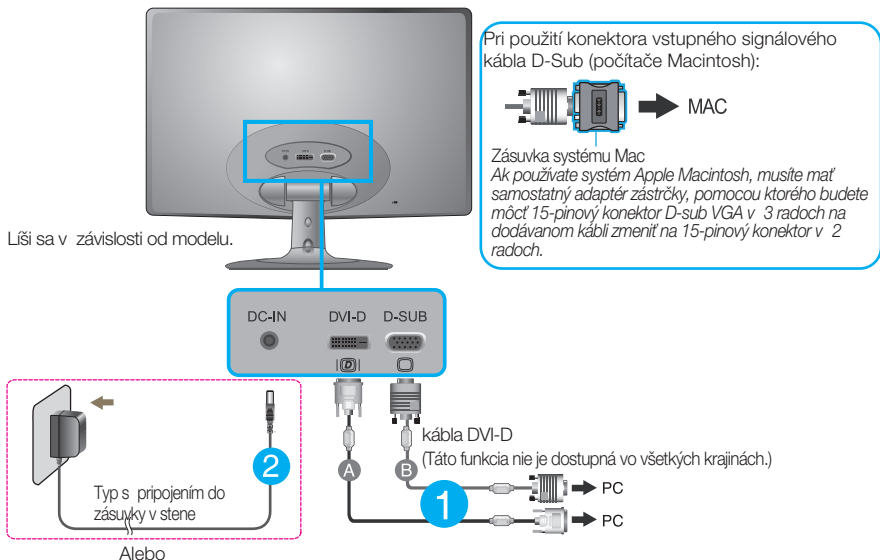 Pri použití konektora vstupného signálového
kábla D-Sub (počítače Macintosh):
MAC
Zásuvka systému Mac
Ak používate systém Apple Macintosh, musíte mať
samostatný adaptér zástrčky, pomocou ktorého budete
môcť 15-pinový konektor D-sub VGA v 3 radoch na
dodávanom kábli zmeniť na 15-pinový konektor v 2
radoch.
Líši sa v závislosti od modelu.
DC-IN DVI-D D-SUB
D
kábla DVI-D
(Táto funkcia nie je dostupná vo všetkých krajinách.)
A B
2
1
PC
PC
Typ s pripojením do
zásuvky v stene
Alebo